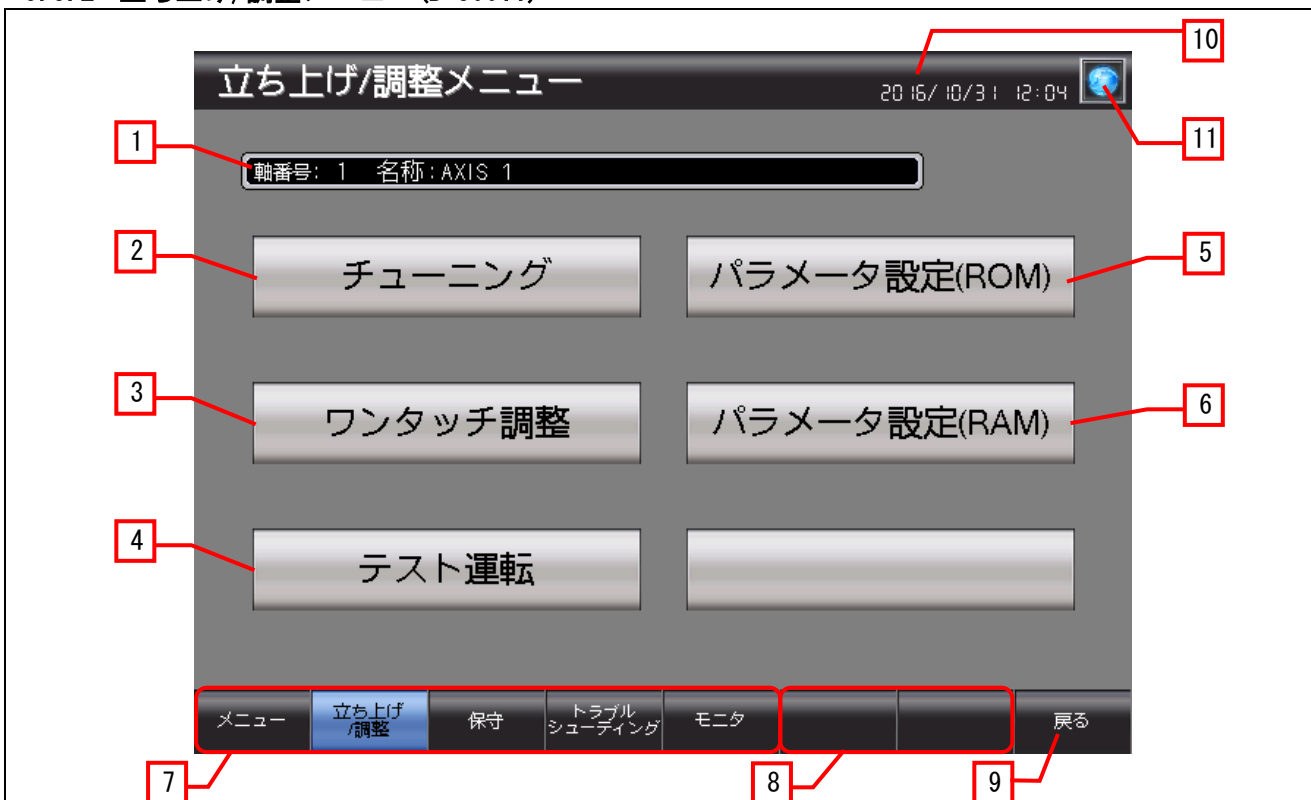 10
立ち上げ/調整メニュー
2016/10/31 12:04
1
11
軸番号: 1 名称:AXIS 1
2
チューニング
パラメータ設定(ROM)
5
3
ワンタッチ調整
パラメータ設定(RAM)
6
4
テスト運転
メニュー
立ち上げ
/調整
保守
トラブル
シューティング
モニタ
戻る
7
8
9